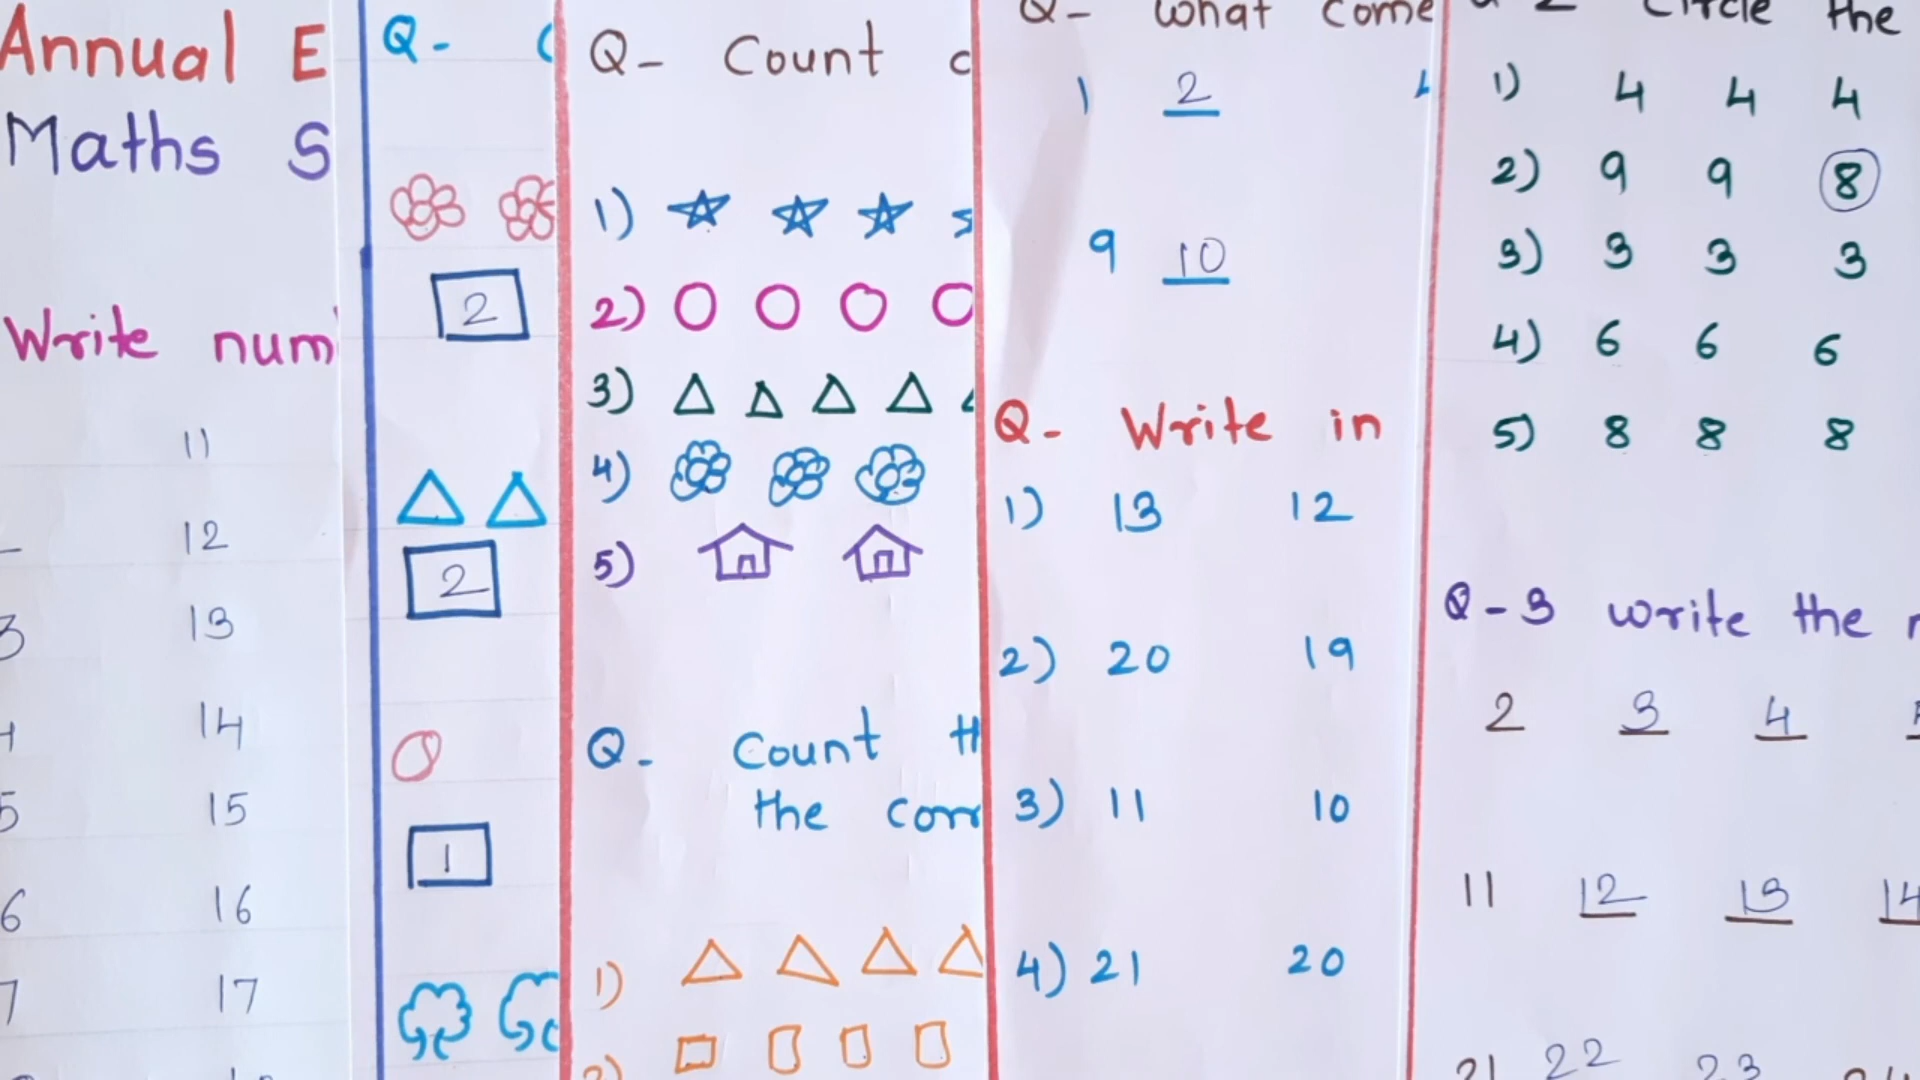 Annual E
Maths S
Write num
11
12
3 13
4 14
5 15
6 16
7 17
Q-
2
2
1
Q- Count
1)
2)
3)
4)
5)
Q- Count
the
1)
Q- What come
1 2
9 10
Q- Write in
1) 13 12
2) 20 19
3) 11 10
4) 21 20
Circle the
1) 4 4 4
2) 9 9 8
3) 3 3 3
4) 6 6 6
5) 8 8 8
Q-3 write the
2 3 4
11 12 13 14
21 22 23